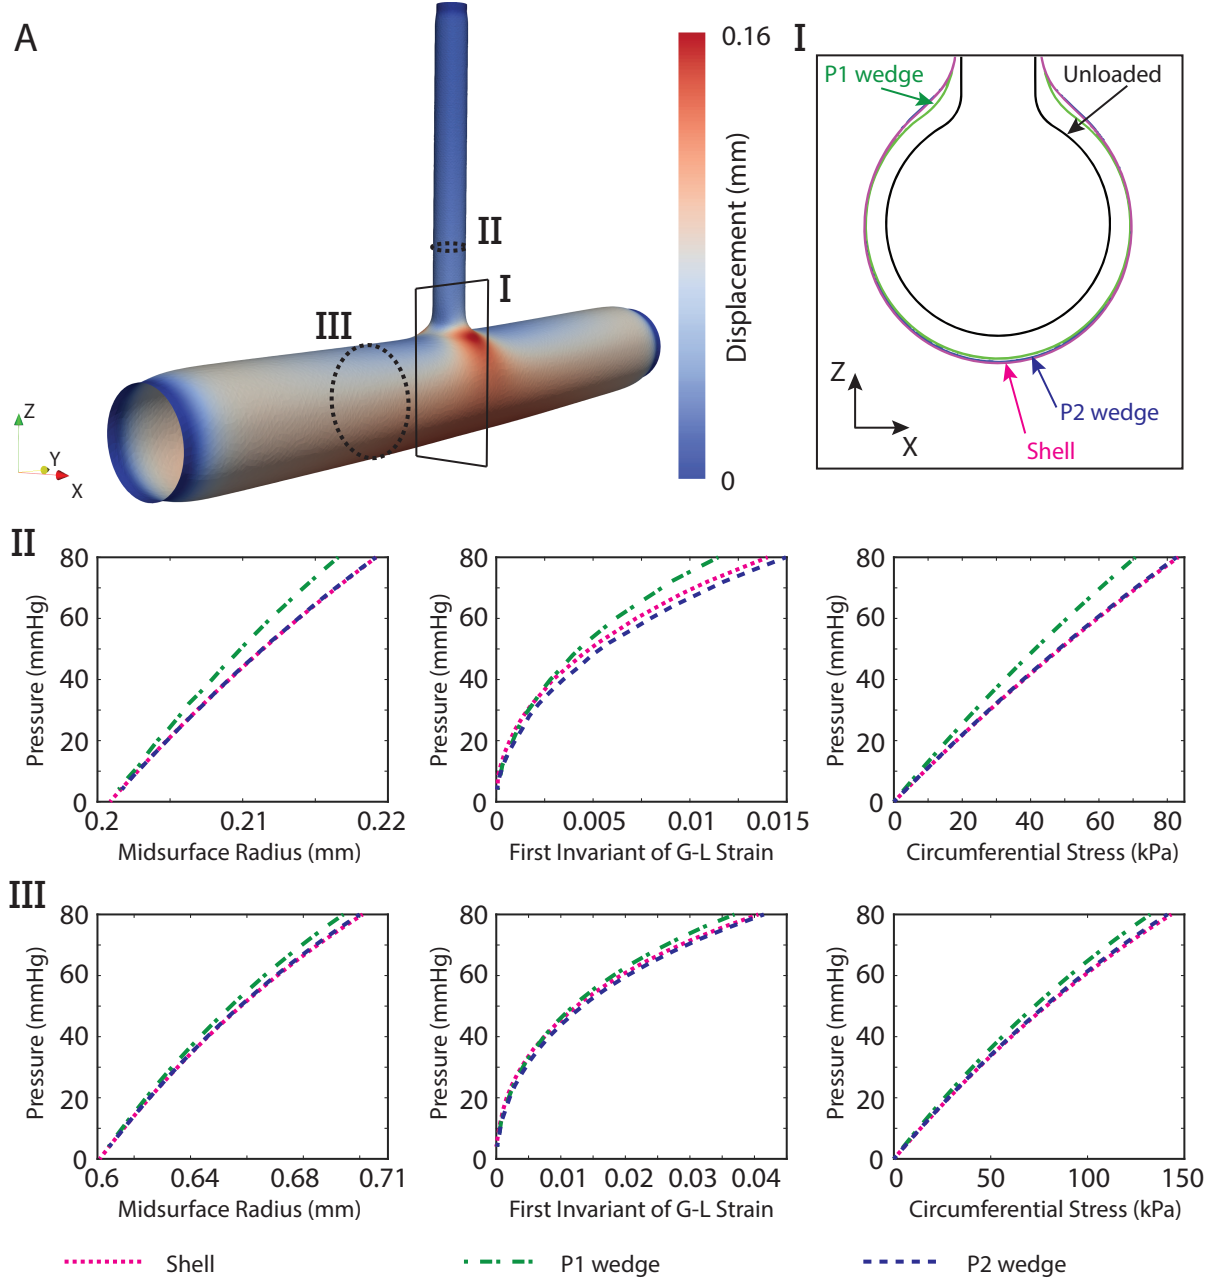 A
0.16
Displacement (mm)
0
II
I
III
Z
Y
X
I
P1 wedge
Unloaded
Z
X
P2 wedge
Shell
II
80
60
40
20
0
Pressure (mmHg)
0.2
0.21
0.22
Midsurface Radius (mm)
80
60
40
20
0
Pressure (mmHg)
0
0.005
0.01
0.015
First Invariant of G-L Strain
80
60
40
20
0
Pressure (mmHg)
0
20
40
60
80
Circumferential Stress (kPa)
III
80
60
40
20
0
Pressure (mmHg)
0.6
0.64
0.68
0.71
Midsurface Radius (mm)
80
60
40
20
0
Pressure (mmHg)
0
0.01
0.02
0.03
0.04
First Invariant of G-L Strain
80
60
40
20
0
Pressure (mmHg)
0
50
100
150
Circumferential Stress (kPa)
Shell
P1 wedge
P2 wedge